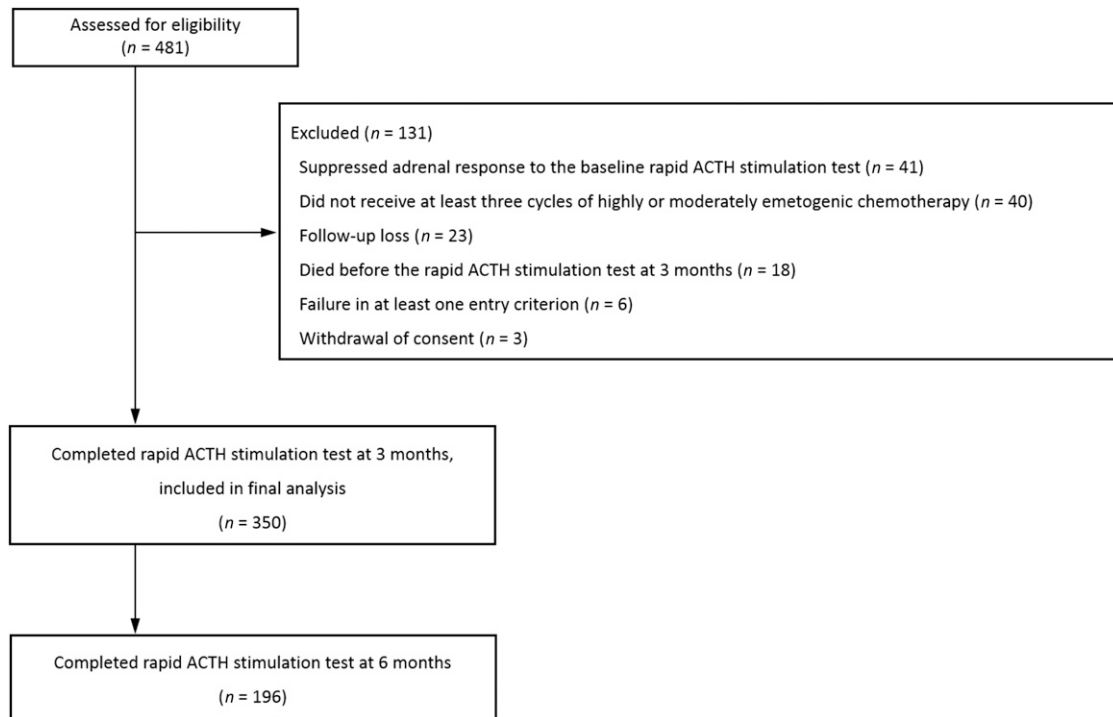 Assessed for eligibility
(n = 481)
Excluded (n = 131)
Suppressed adrenal response to the baseline rapid ACTH stimulation test (n = 41)
Did not receive at least three cycles of highly or moderately emetogenic chemotherapy (n = 40)
Follow-up loss (n = 23)
Died before the rapid ACTH stimulation test at 3 months (n = 18)
Failure in at least one entry criterion (n = 6)
Withdrawal of consent (n = 3)
Completed rapid ACTH stimulation test at 3 months,
included in final analysis
(n = 350)
Completed rapid ACTH stimulation test at 6 months
(n = 196)